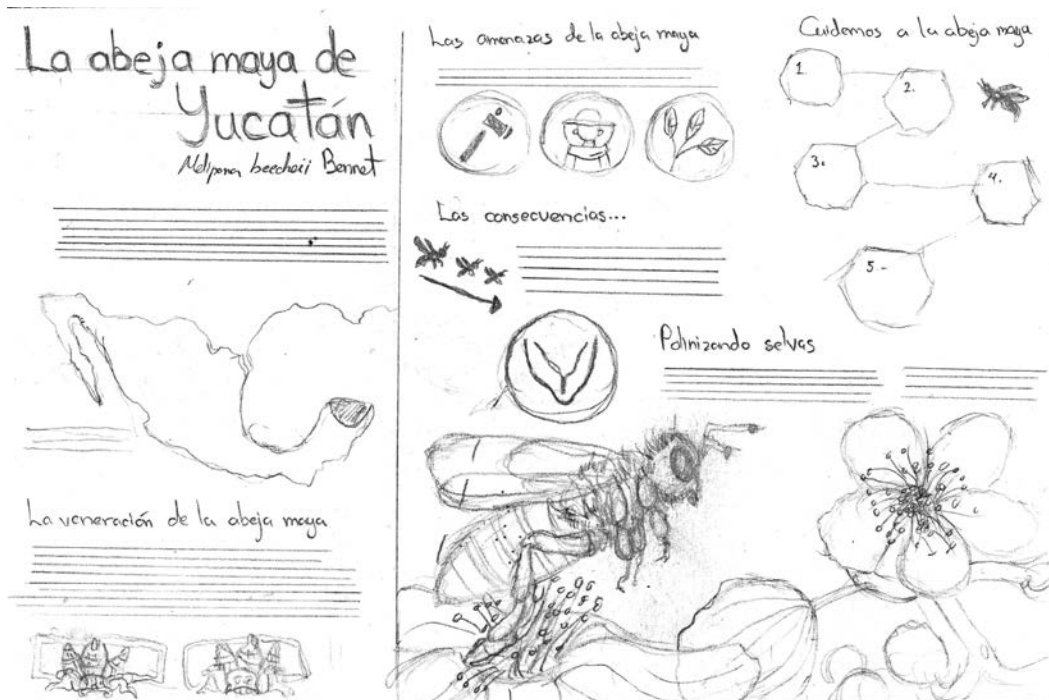 La abeja maya de
Yucatán
Melipona beecheii Bennet
La veneración de la abeja maya
Las amenazas de la abeja maya
Las consecuencias...
Cuidemos a la abeja maya
1
2.
3.
4.
5.-
Polinizando selvas